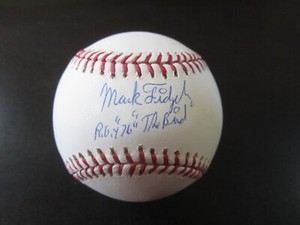 Mark Fidrych
R.O.Y "76" "The Bird"